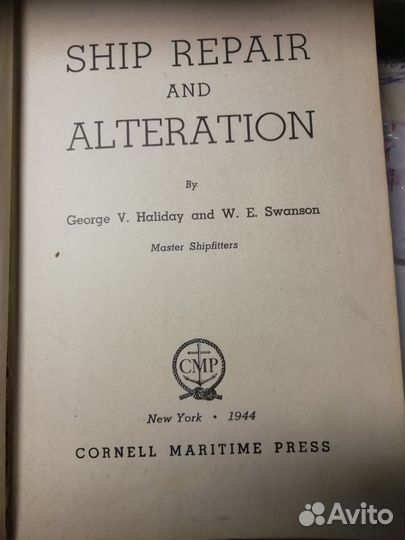 SHIP REPAIR
AND
ALTERATION
By
George V. Haliday and W. E. Swanson
Master Shipfitters
CMP
New York • 1944
CORNELL MARITIME PRESS
Avito